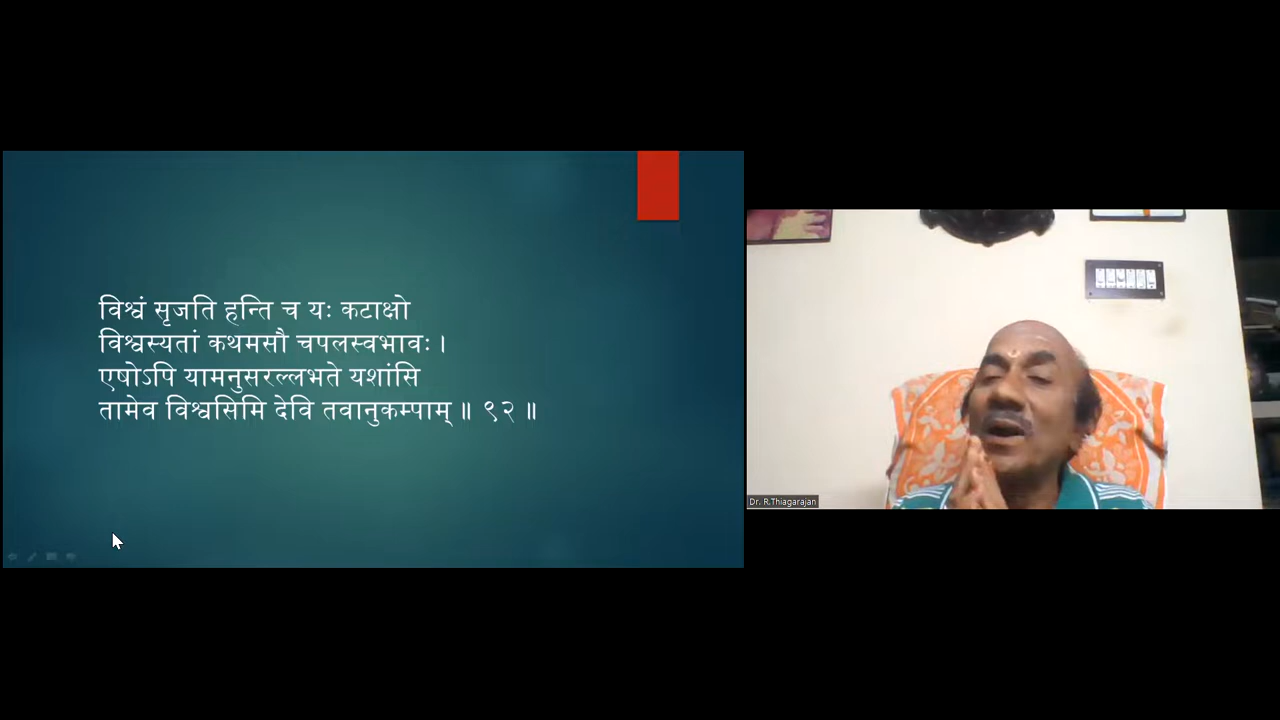 विश्वं सृजति हन्ति च यः कटाक्षो
विश्वस्यतां कथमसौ चपलस्वभावः ।
एषोऽपि यामनुसरल्लभते यशांसि
तामेव विश्वसिमि देवि तवानुकम्पाम् ॥ ९२ ॥
Dr. R.Thiagarajan